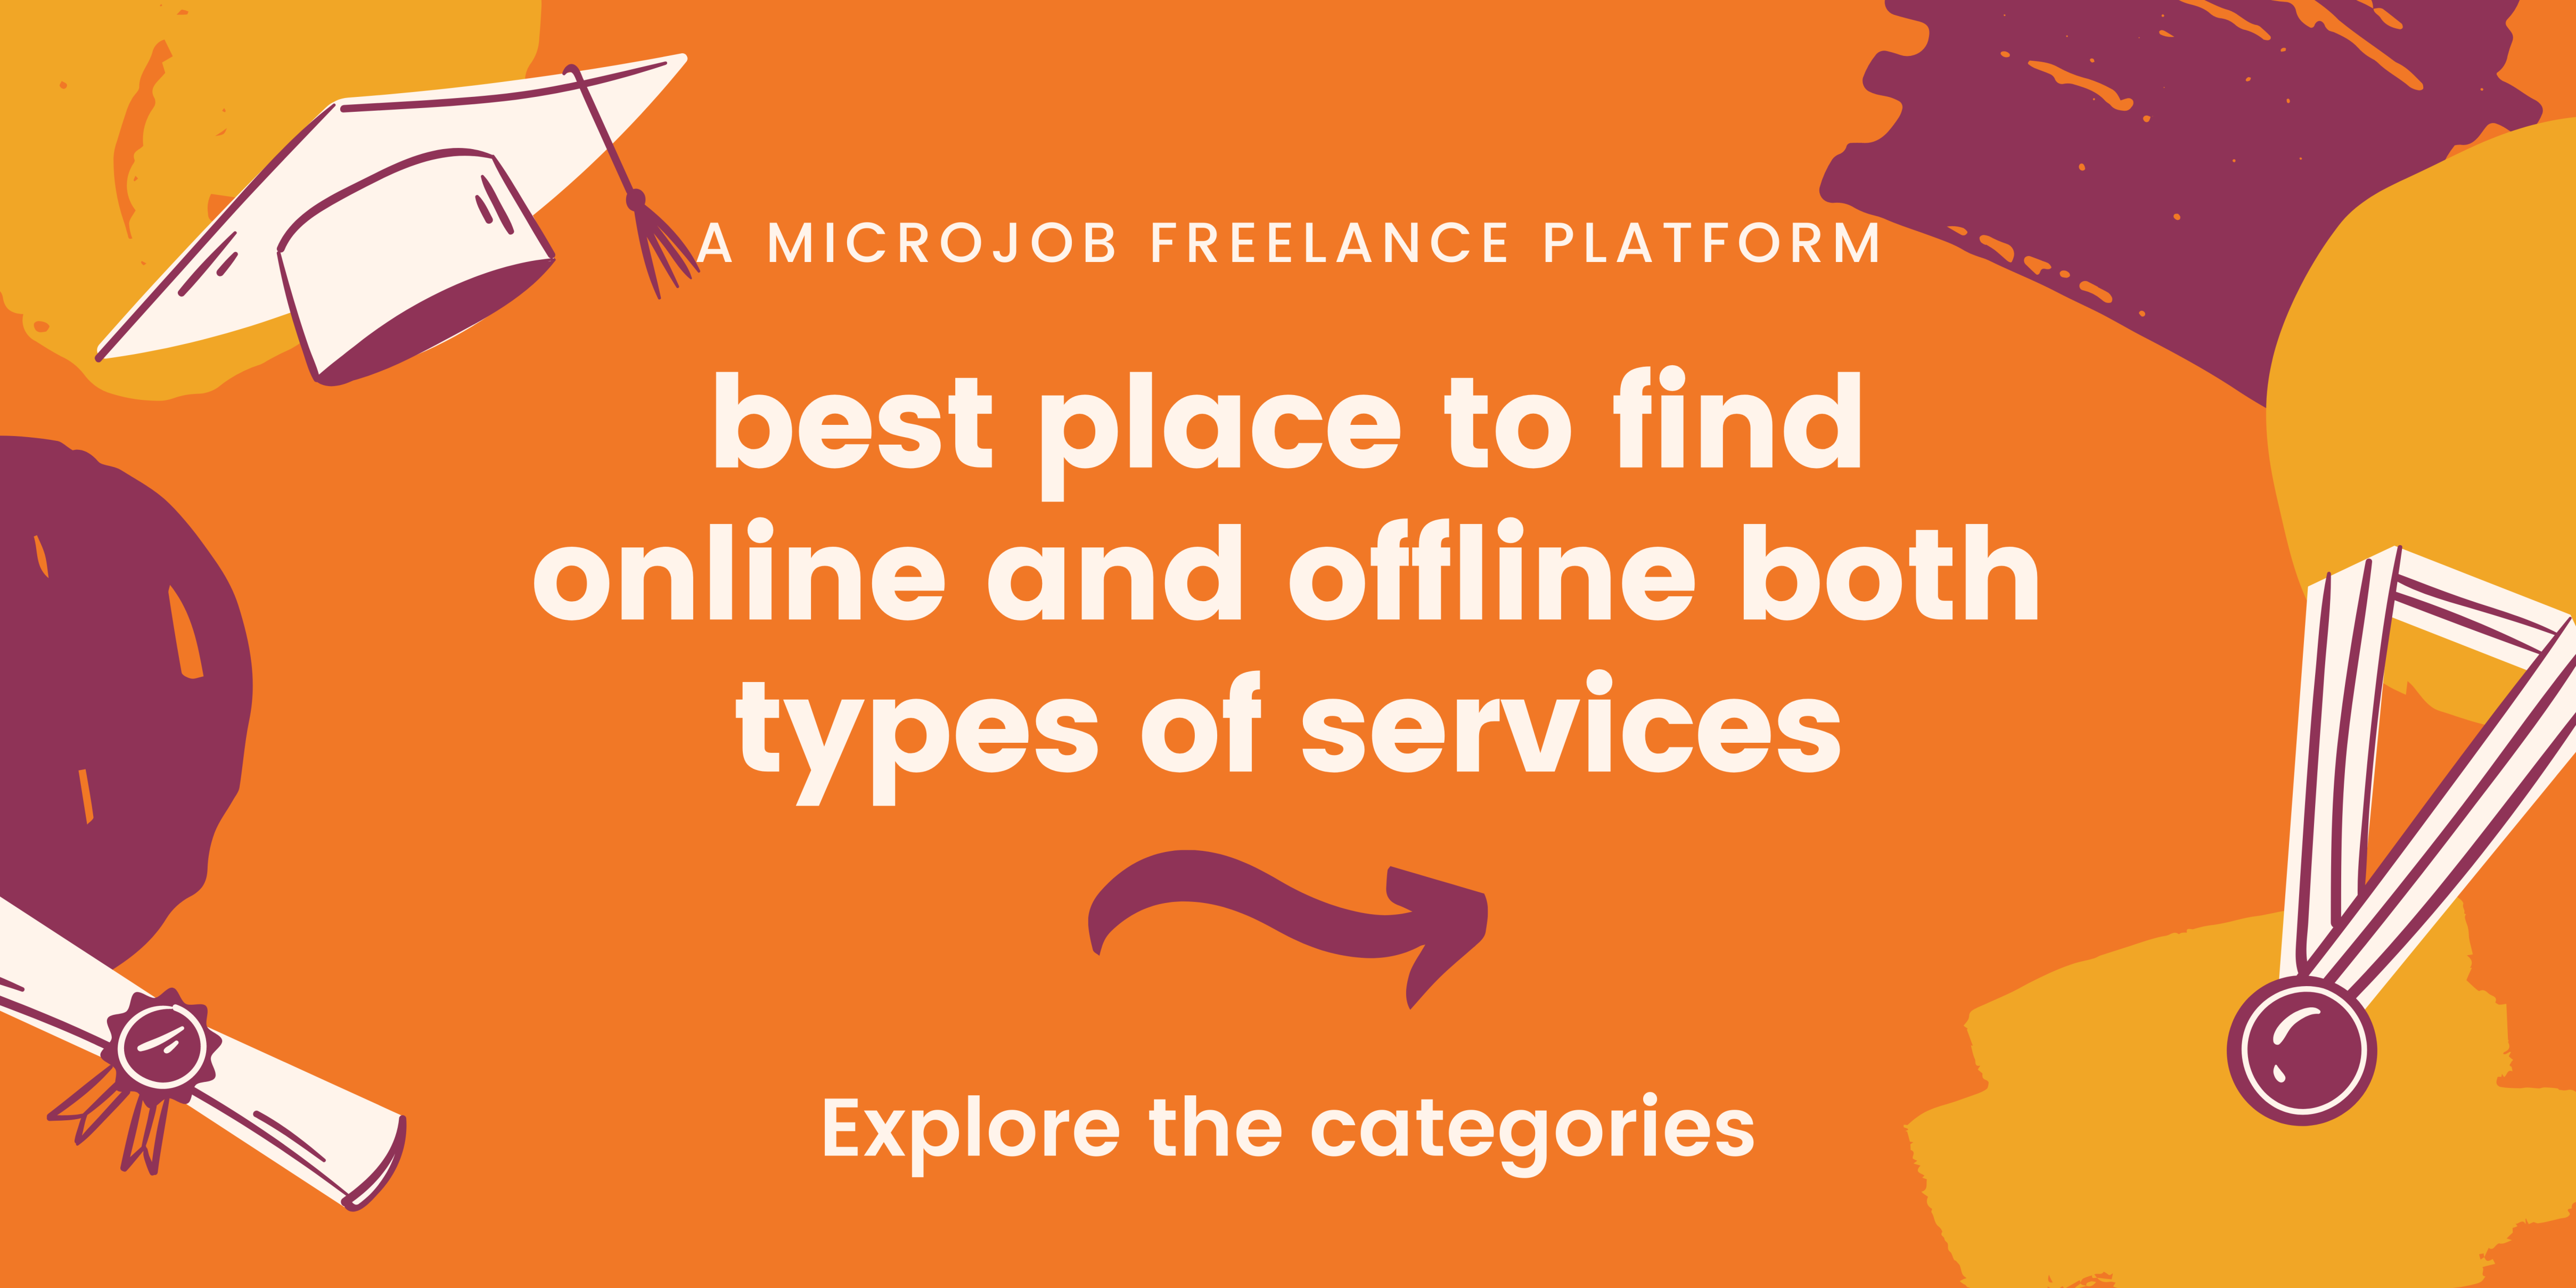 A MICROJOB FREELANCE PLATFORM
best place to find
online and offline both
types of services
Explore the categories